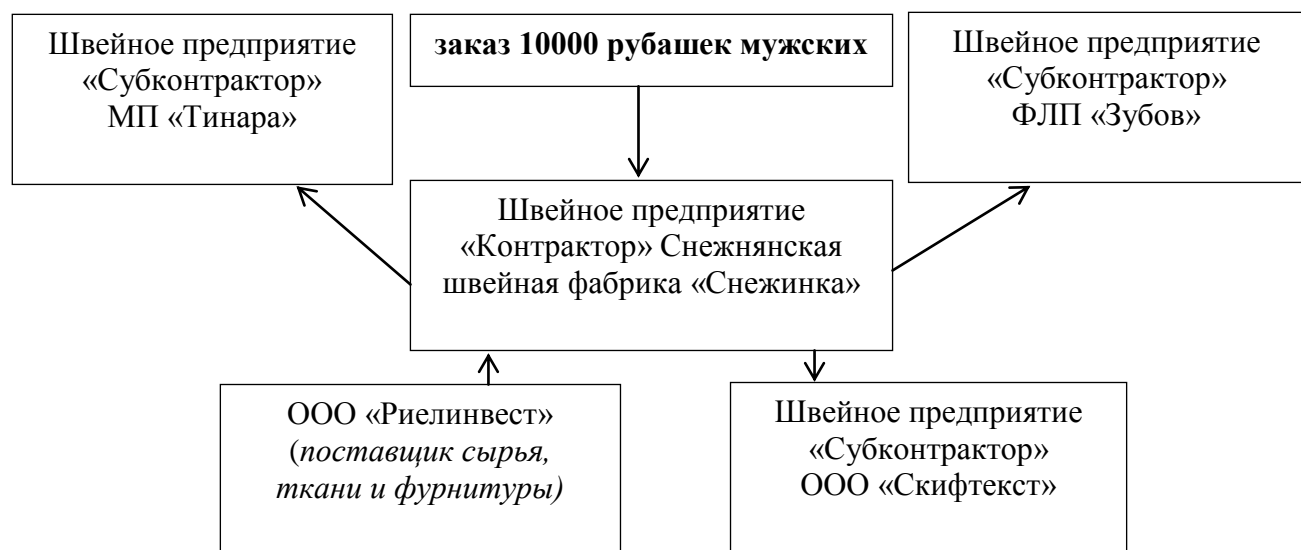 Швейное предприятие
«Субконтрактор»
МП «Тинара»
заказ 10000 рубашек мужских
Швейное предприятие
«Субконтрактор»
ФЛП «Зубов»
Швейное предприятие
«Контрактор» Снежнянская
швейная фабрика «Снежинка»
ООО «Риелинвест»
(поставщик сырья,
ткани и фурнитуры)
Швейное предприятие
«Субконтрактор»
ООО «Скифтекст»